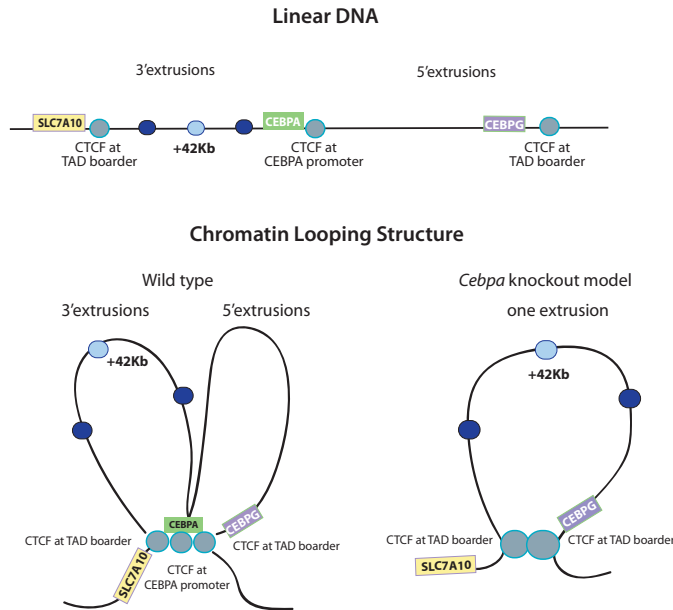 Linear DNA
3'extrusions
5'extrusions
SLC7A10
CEBPA
CEBPG
CTCF at
TAD boarder
+42Kb
CTCF at
CEBPA promoter
CTCF at
TAD boarder
Chromatin Looping Structure
Wild type
3'extrusions
5'extrusions
+42Kb
CEBPA
CEBPG
CTCF at TAD boarder
CTCF at TAD boarder
SLC7A10
CTCF at
CEBPA promoter
Cebpa knockout model
one extrusion
+42Kb
CEBPG
CTCF at TAD boarder
CTCF at TAD boarder
SLC7A10